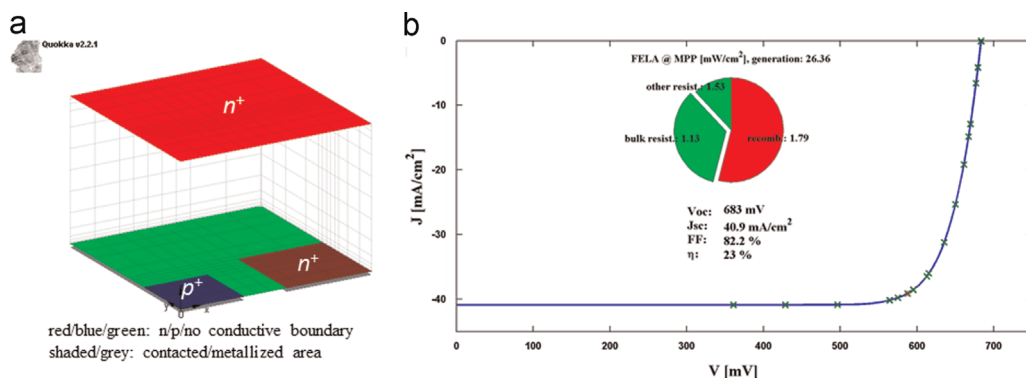 a
Quokka v2.2.1
n+
n+
p+
y
0
x
red/blue/green: n/p/no conductive boundary
shaded/grey: contacted/metallized area
b
FELA @ MPP [mW/cm2], generation: 26.36
other resist.: 1.53
bulk resist.: 1.13
recomb.: 1.79
Voc: 683 mV
Jsc: 40.9 mA/cm2
FF: 82.2 %
η: 23 %
J [mA/cm2]
0
-10
-20
-30
-40
0
100
200
300
400
500
600
700
V [mV]